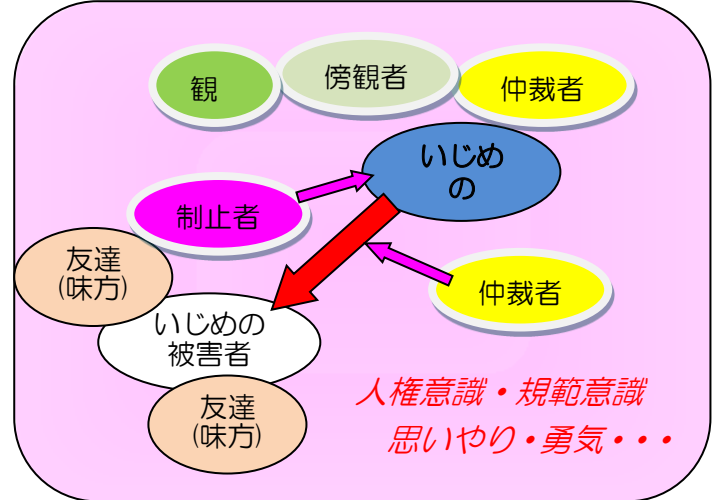 観
傍観者
仲裁者
いじめ
の
制止者
友達
(味方)
仲裁者
いじめの
被害者
友達
(味方)
人権意識・規範意識
思いやり・勇気・・・